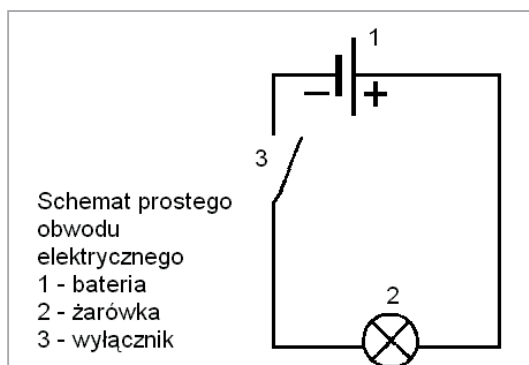 1
− +
3
Schemat prostego
obwodu
elektrycznego
1 - bateria
2 - żarówka
3 - wyłącznik
2